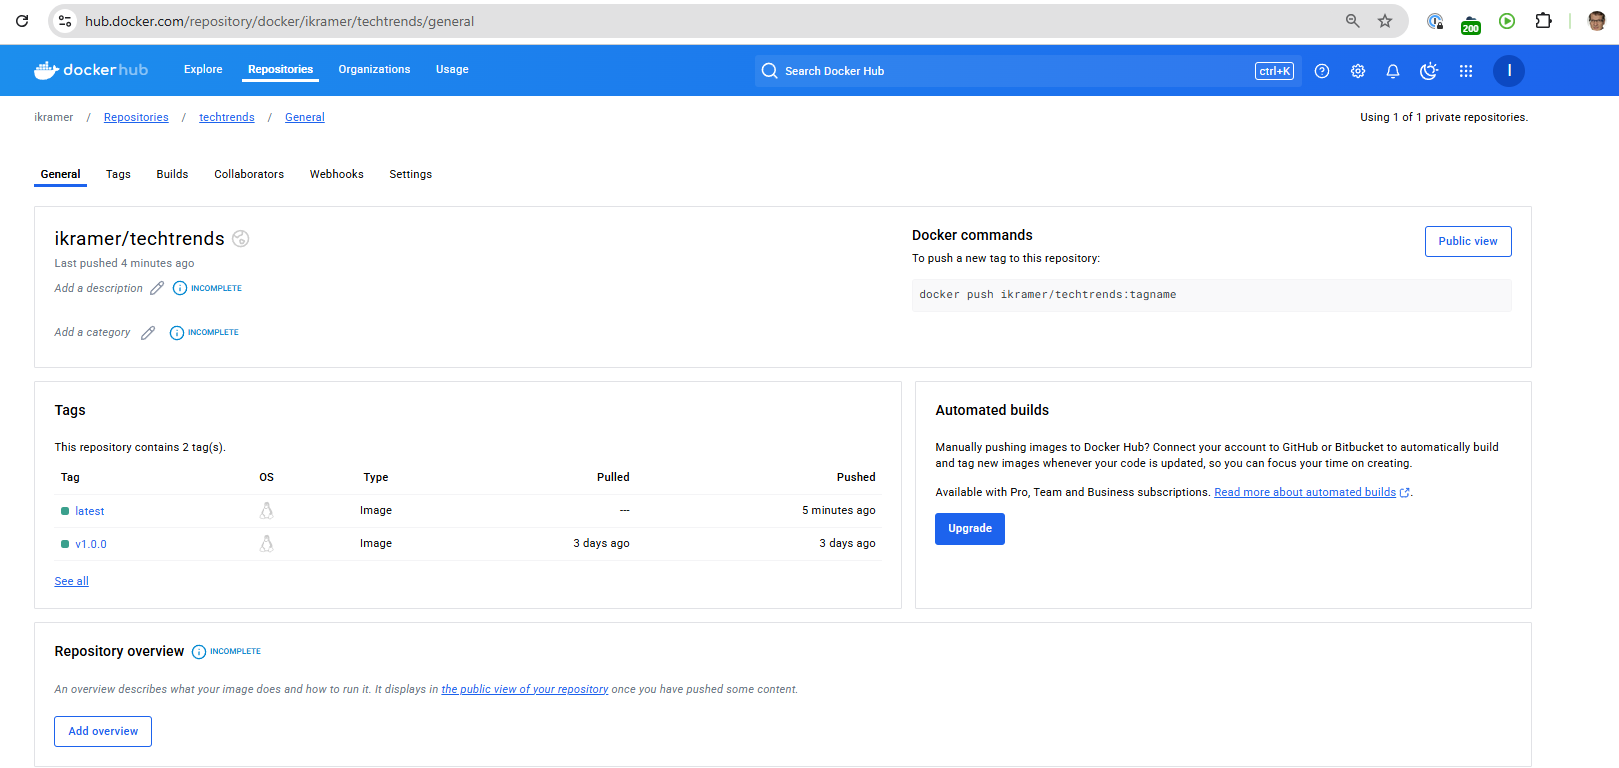 hub.docker.com/repository/docker/ikramer/techtrends/general
200
dockerhub Explore Repositories Organizations Usage Search Docker Hub ctrl+K I
ikramer / Repositories / techtrends / General Using 1 of 1 private repositories.
General Tags Builds Collaborators Webhooks Settings
ikramer/techtrends
Last pushed 4 minutes ago
Add a description INCOMPLETE
Add a category INCOMPLETE
Docker commands
Public view
To push a new tag to this repository:
docker push ikramer/techtrends:tagname
Tags
This repository contains 2 tag(s).
Tag OS Type Pulled Pushed
latest Image --- 5 minutes ago
v1.0.0 Image 3 days ago 3 days ago
See all
Automated builds
Manually pushing images to Docker Hub? Connect your account to GitHub or Bitbucket to automatically build
and tag new images whenever your code is updated, so you can focus your time on creating.
Available with Pro, Team and Business subscriptions. Read more about automated builds.
Upgrade
Repository overview INCOMPLETE
An overview describes what your image does and how to run it. It displays in the public view of your repository once you have pushed some content.
Add overview